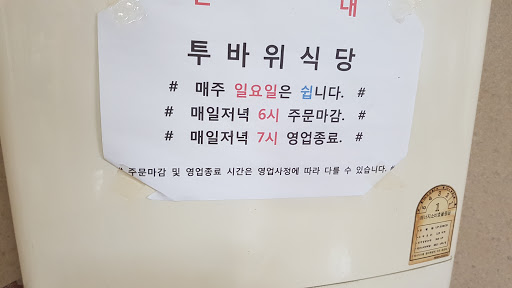 내
투바위식당
# 매주 일요일은 쉽니다. #
# 매일저녁 6시 주문마감. #
# 매일저녁 7시 영업종료. #
# 주문마감 및 영업종료 시간은 영업사정에 따라 다를 수 있습니다. #
1